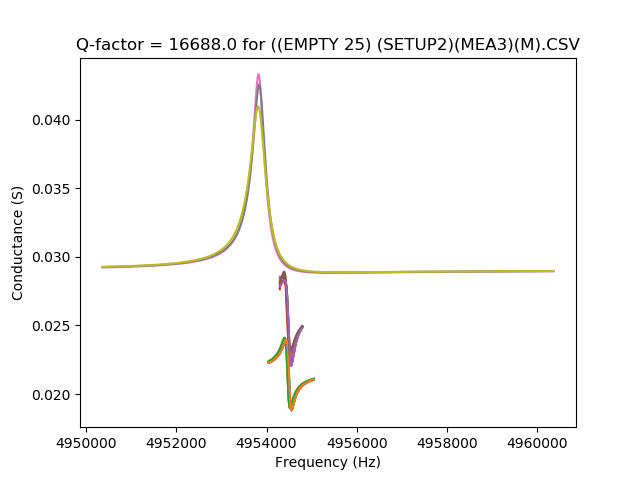 Q-factor = 16688.0 for ((EMPTY 25) (SETUP2)(MEA3)(M).CSV
0.040
0.035
0.030
0.025
0.020
Conductance (S)
4950000 4952000 4954000 4956000 4958000 4960000
Frequency (Hz)